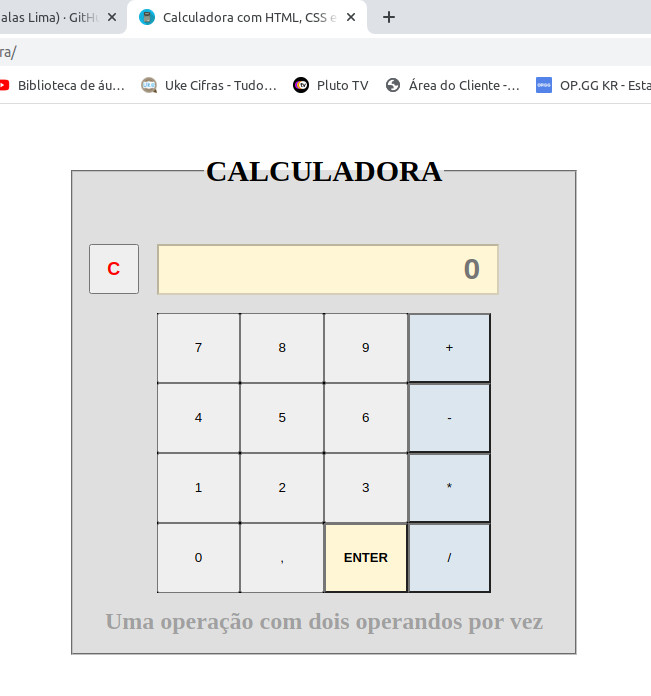 alas Lima) · GitH
Calculadora com HTML, CSS e
ra/
Biblioteca de áu...
Uke Cifras - Tudo...
Pluto TV
Área do Cliente -...
OP.GG KR - Esta
CALCULADORA
C 0
7 8 9 +
4 5 6 -
1 2 3 *
0 , ENTER /
Uma operação com dois operandos por vez